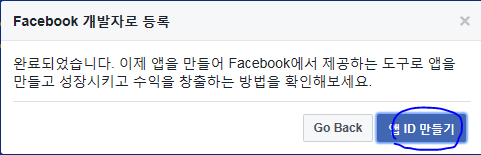 Facebook 개발자로 등록
완료되었습니다. 이제 앱을 만들어 Facebook에서 제공하는 도구로 앱을
만들고 성장시키고 수익을 창출하는 방법을 확인해보세요.
Go Back
앱 ID 만들기